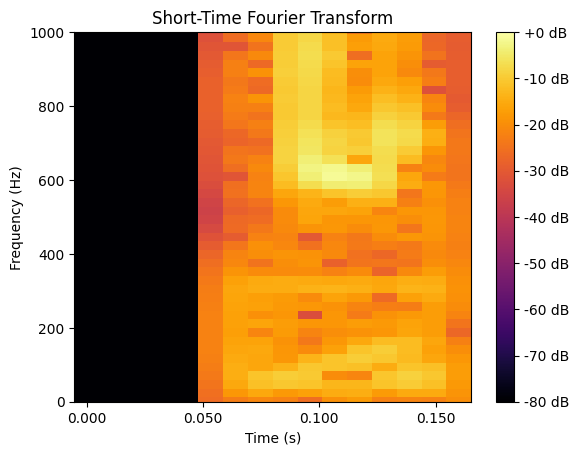 Short-Time Fourier Transform
1000
800
600
400
200
0
Frequency (Hz)
0.000
0.050
0.100
0.150
Time (s)
+0 dB
-10 dB
-20 dB
-30 dB
-40 dB
-50 dB
-60 dB
-70 dB
-80 dB